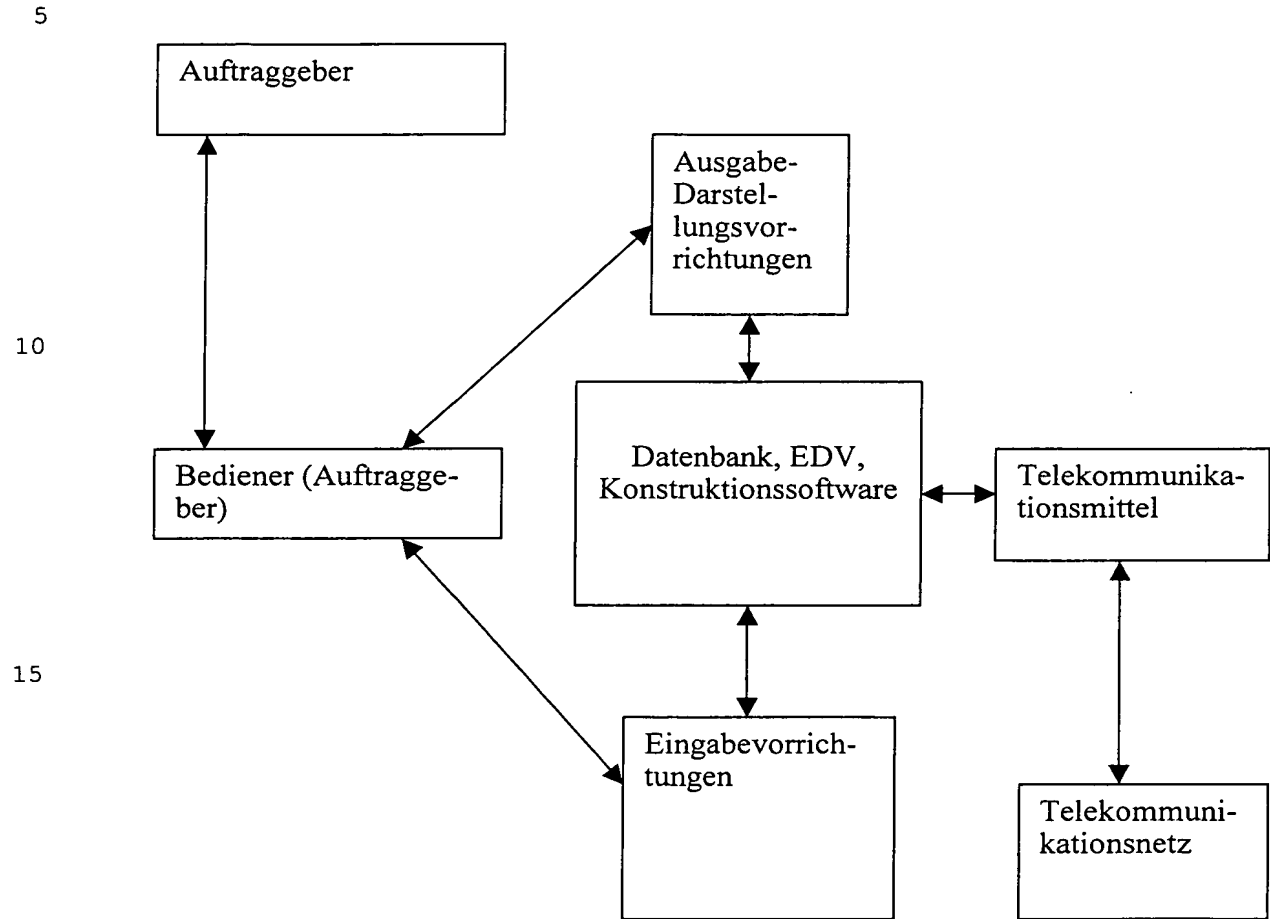 5
Auftraggeber
Ausgabe-
Darstel-
lungsvor-
richtungen
10
Bediener (Auftragge-
ber)
Datenbank, EDV,
Konstruktionssoftware
Telekommunika-
tionsmittel
15
Eingabevorrich-
tungen
Telekommuni-
kationsnetz